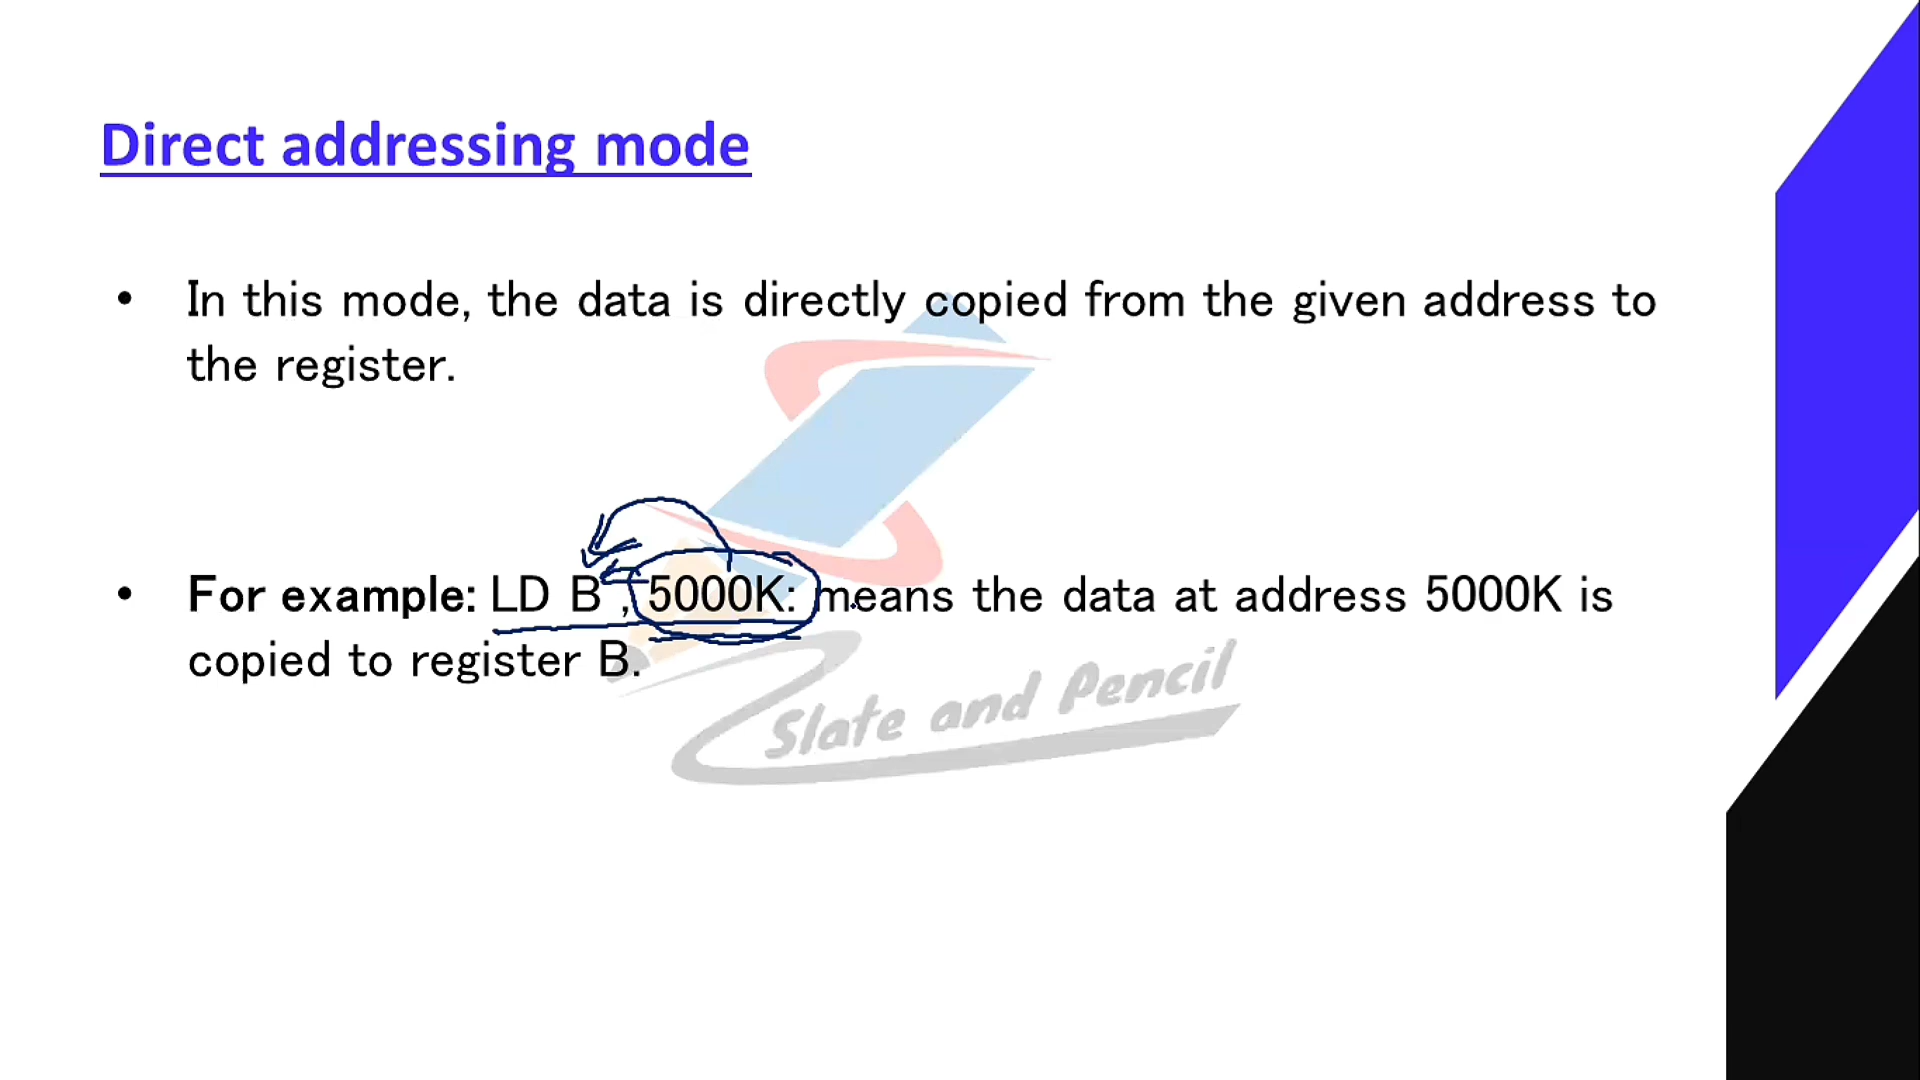 Direct addressing mode
• In this mode, the data is directly copied from the given address to
the register.
• For example: LD B , 5000K: means the data at address 5000K is
copied to register B.
Slate and Pencil